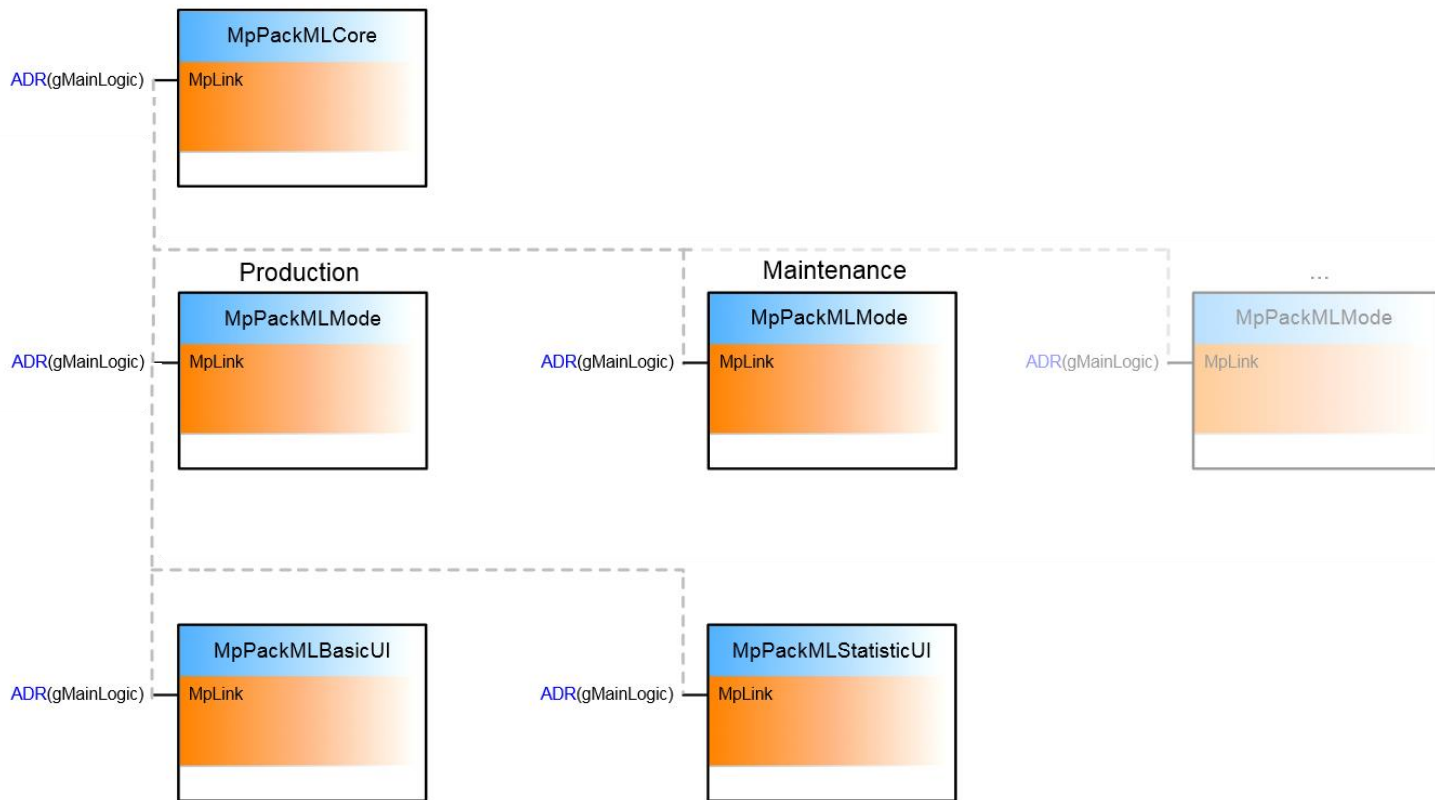 MpPackMLCore
ADR(gMainLogic) MpLink
Production Maintenance ...
MpPackMLMode MpPackMLMode MpPackMLMode
ADR(gMainLogic) MpLink ADR(gMainLogic) MpLink ADR(gMainLogic) MpLink
MpPackMLBasicUI MpPackMLStatisticUI
ADR(gMainLogic) MpLink ADR(gMainLogic) MpLink